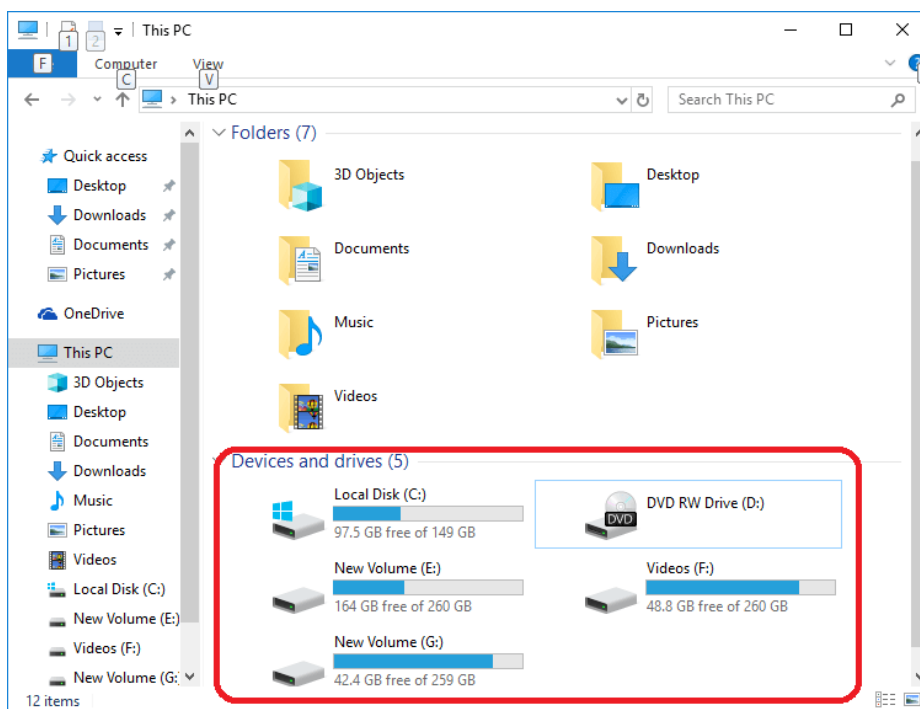 This PC
1
2
F
Computer
View
C
V
This PC
Search This PC
Quick access
Desktop
Downloads
Documents
Pictures
OneDrive
This PC
3D Objects
Desktop
Documents
Downloads
Music
Pictures
Videos
Local Disk (C:)
New Volume (E:)
Videos (F:)
New Volume (G:
Folders (7)
3D Objects
Desktop
Documents
Downloads
Music
Pictures
Videos
Devices and drives (5)
Local Disk (C:)
97.5 GB free of 149 GB
DVD RW Drive (D:)
DVD
New Volume (E:)
164 GB free of 260 GB
Videos (F:)
48.8 GB free of 260 GB
New Volume (G:)
42.4 GB free of 259 GB
12 items